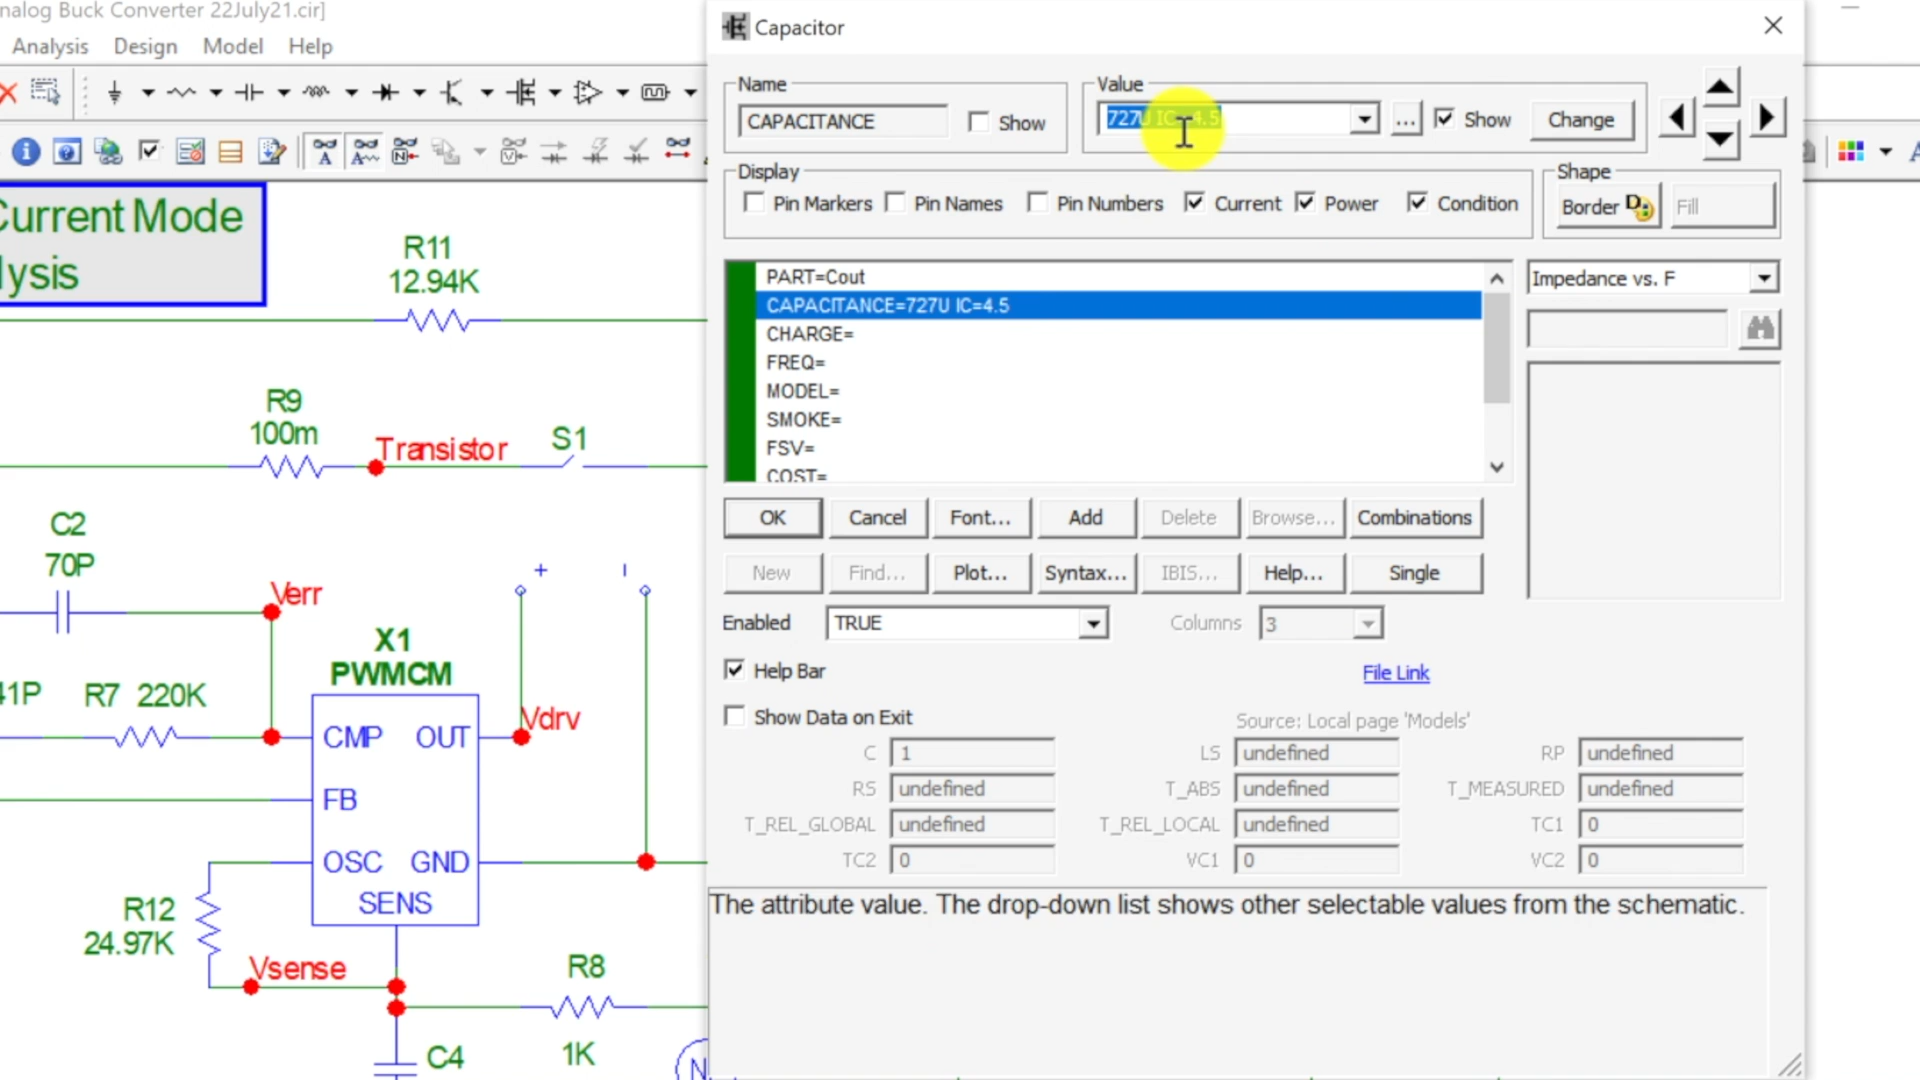 nalog Buck Converter 22July21.cir]
Analysis Design Model Help
Current Mode
lysis
R11
12.94K
R9
100m
Transistor
S1
C2
70P
Verr
+
X1
PWMCM
41P
R7 220K
CMP OUT
Vdrv
FB
OSC GND
SENS
R12
24.97K
Vsense
R8
1K
C4
N
Capacitor
Name
CAPACITANCE
Show
Value
727U IC=4.5
...
Show
Change
Display
Pin Markers
Pin Names
Pin Numbers
Current
Power
Condition
Shape
Border
Fill
PART=Cout
CAPACITANCE=727U IC=4.5
CHARGE=
FREQ=
MODEL=
SMOKE=
FSV=
COST=
Impedance vs. F
OK Cancel Font... Add Delete Browse... Combinations
New Find... Plot... Syntax... IBIS... Help... Single
Enabled TRUE Columns 3
Help Bar
File Link
Show Data on Exit
Source: Local page 'Models'
C 1 LS undefined RP undefined
RS undefined T_ABS undefined T_MEASURED undefined
T_REL_GLOBAL undefined T_REL_LOCAL undefined TC1 0
TC2 0 VC1 0 VC2 0
The attribute value. The drop-down list shows other selectable values from the schematic.